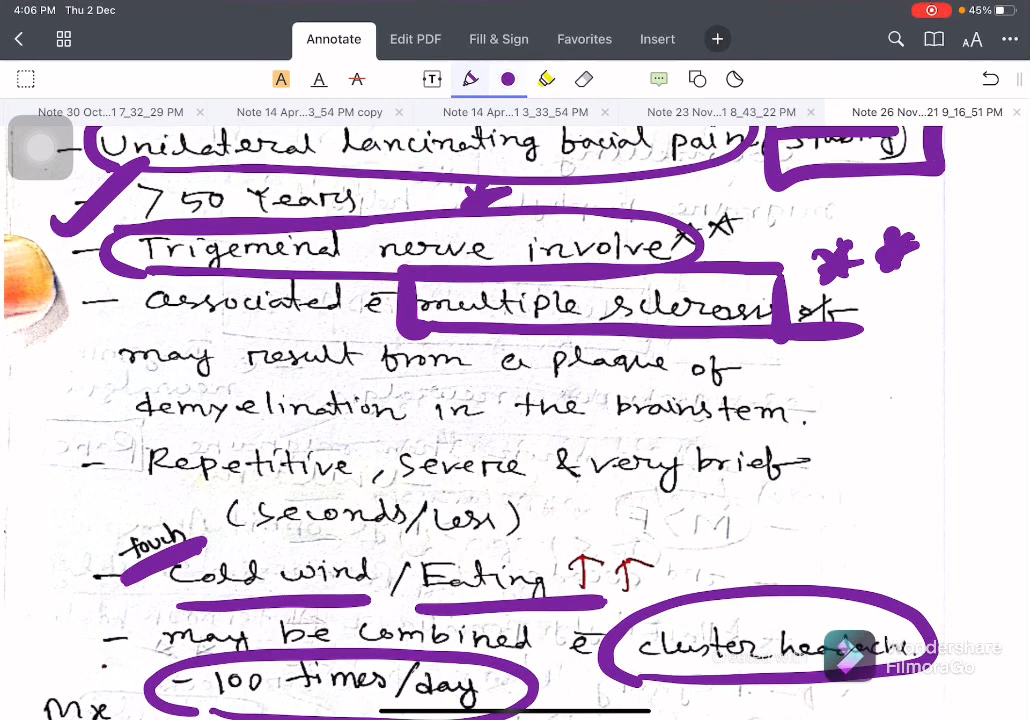 4:06 PM Thu 2 Dec
45%
Annotate Edit PDF Fill & Sign Favorites Insert
Note 30 Oct...1 7_32_29 PM Note 14 Apr...3_54 PM copy Note 14 Apr...1 3_33_54 PM Note 23 Nov...1 8_43_22 PM Note 26 Nov...21 9_16_51 PM
- Unilateral lancinating facial pain
> 50 Years
- Trigeminal nerve involve
- associated ē multiple sclerosis
may result from a plaque of
demyelination in the brainstem.
- Repetitive, severe & very brief
(seconds/less)
touch
- Cold wind / Eating ↑ ↑
- may be combined ē cluster headache.
- 100 times/day
Mx
Wondershare
FilmoraGo